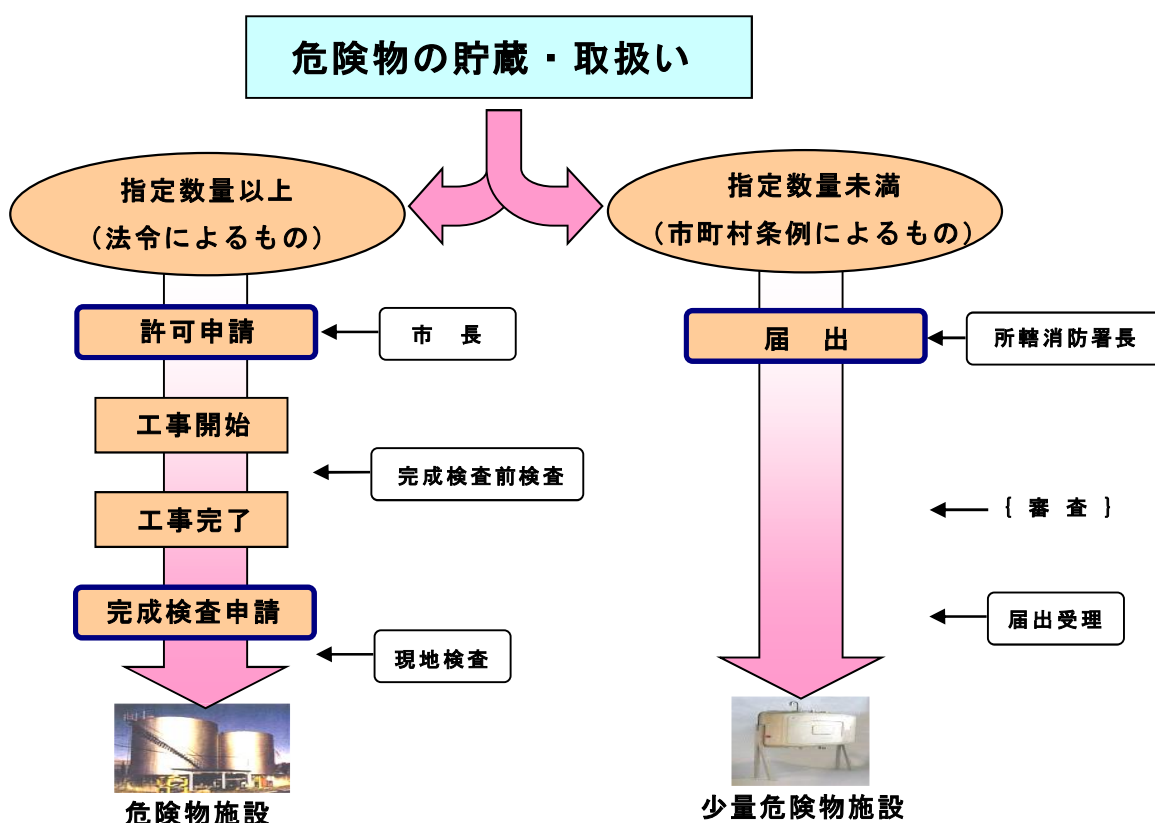 危険物の貯蔵・取扱い
指定数量以上
（法令によるもの）
許可申請
市　長
工事開始
完成検査前検査
工事完了
完成検査申請
現地検査
危険物施設
指定数量未満
（市町村条例によるもの）
届　出
所轄消防署長
｛ 審 査 ｝
届出受理
少量危険物施設